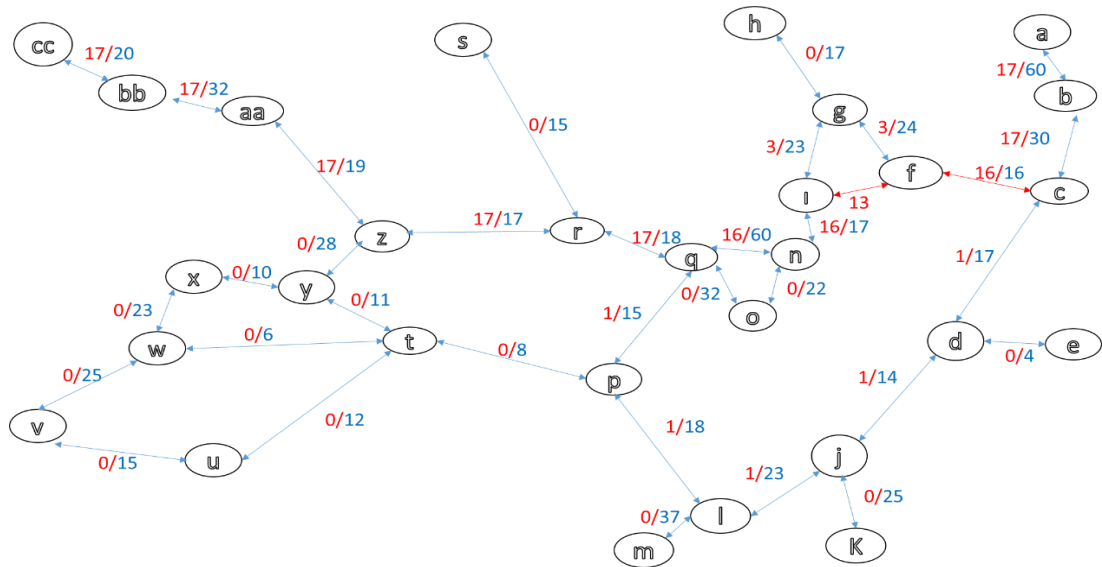 h
a
s
cc
17/20
0/17
17/60
bb
17/32
aa
g
b
0/15
3/24
17/30
3/23
17/19
f
16/16
ı
13
c
17/17
r
z
17/18
16/60
16/17
0/28
q
n
x
0/10
y
1/17
0/32
0/22
0/23
0/11
1/15
o
0/6
w
t
d
e
0/8
0/4
0/25
p
1/14
0/12
v
1/18
j
0/15
u
1/23
0/25
0/37
l
m
K